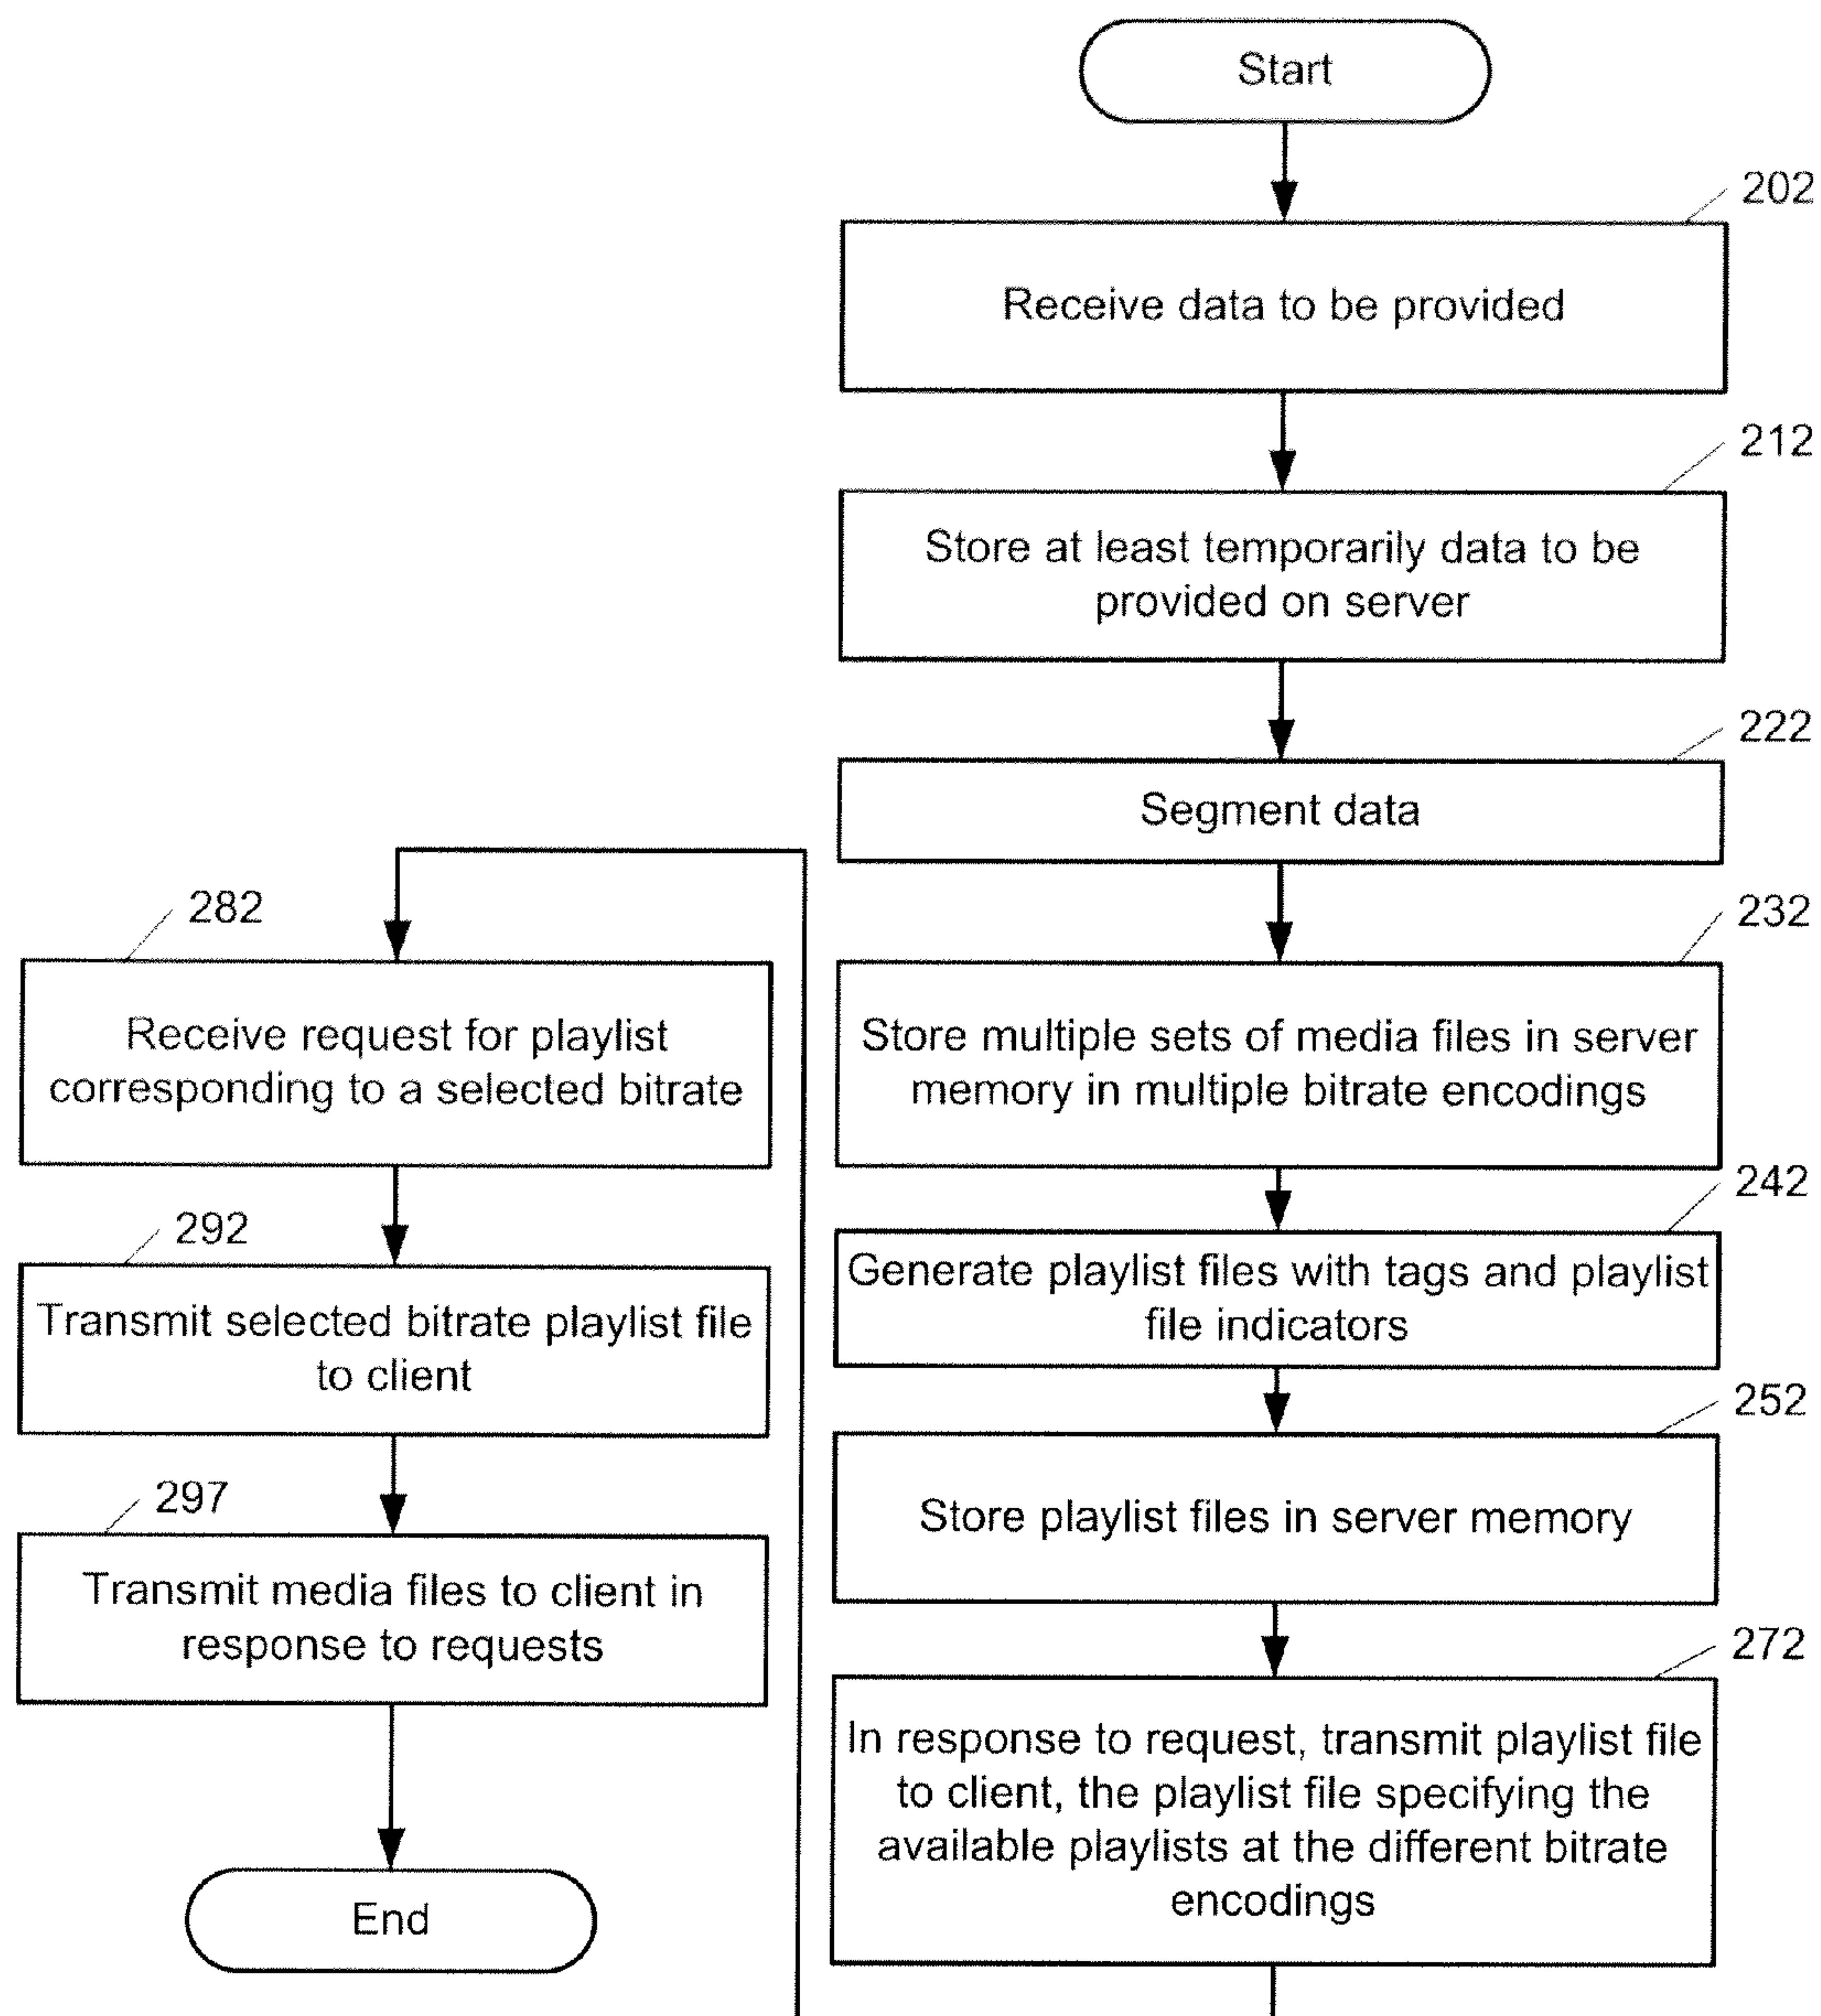 Start
202
Receive data to be provided
212
Store at least temporarily data to be
provided on server
222
Segment data
232
Store multiple sets of media files in server
memory in multiple bitrate encodings
242
Generate playlist files with tags and playlist
file indicators
252
Store playlist files in server memory
272
In response to request, transmit playlist file
to client, the playlist file specifying the
available playlists at the different bitrate
encodings
282
Receive request for playlist
corresponding to a selected bitrate
292
Transmit selected bitrate playlist file
to client
297
Transmit media files to client in
response to requests
End